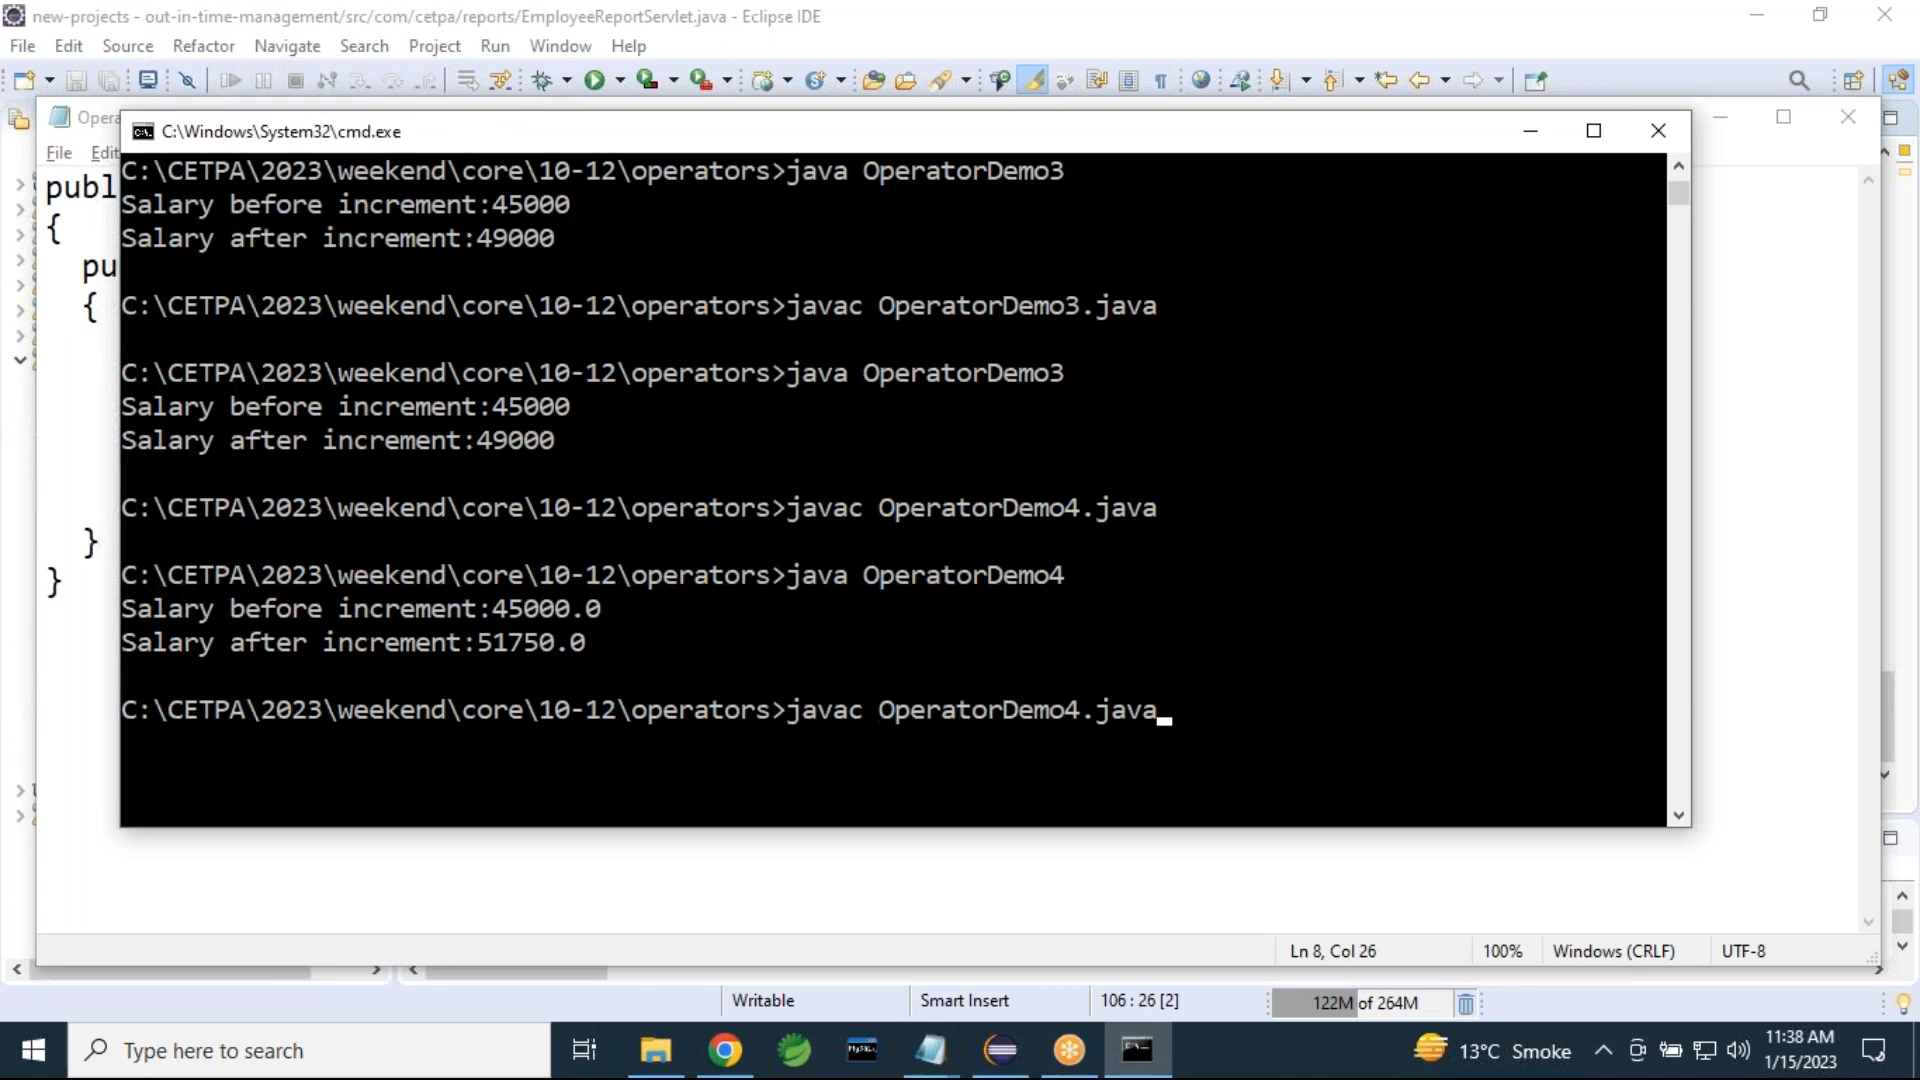 new-projects - out-in-time-management/src/com/cetpa/reports/EmployeeReportServlet.java - Eclipse IDE
File Edit Source Refactor Navigate Search Project Run Window Help
Opera
C:\Windows\System32\cmd.exe
File Edit
publ
{
pu
{
}
}
C:\CETPA\2023\weekend\core\10-12\operators>java OperatorDemo3
Salary before increment:45000
Salary after increment:49000
C:\CETPA\2023\weekend\core\10-12\operators>javac OperatorDemo3.java
C:\CETPA\2023\weekend\core\10-12\operators>java OperatorDemo3
Salary before increment:45000
Salary after increment:49000
C:\CETPA\2023\weekend\core\10-12\operators>javac OperatorDemo4.java
C:\CETPA\2023\weekend\core\10-12\operators>java OperatorDemo4
Salary before increment:45000.0
Salary after increment:51750.0
C:\CETPA\2023\weekend\core\10-12\operators>javac OperatorDemo4.java
Ln 8, Col 26 100% Windows (CRLF) UTF-8
Writable Smart Insert 106 : 26 [2] 122M of 264M
Type here to search
13°C Smoke
11:38 AM
1/15/2023